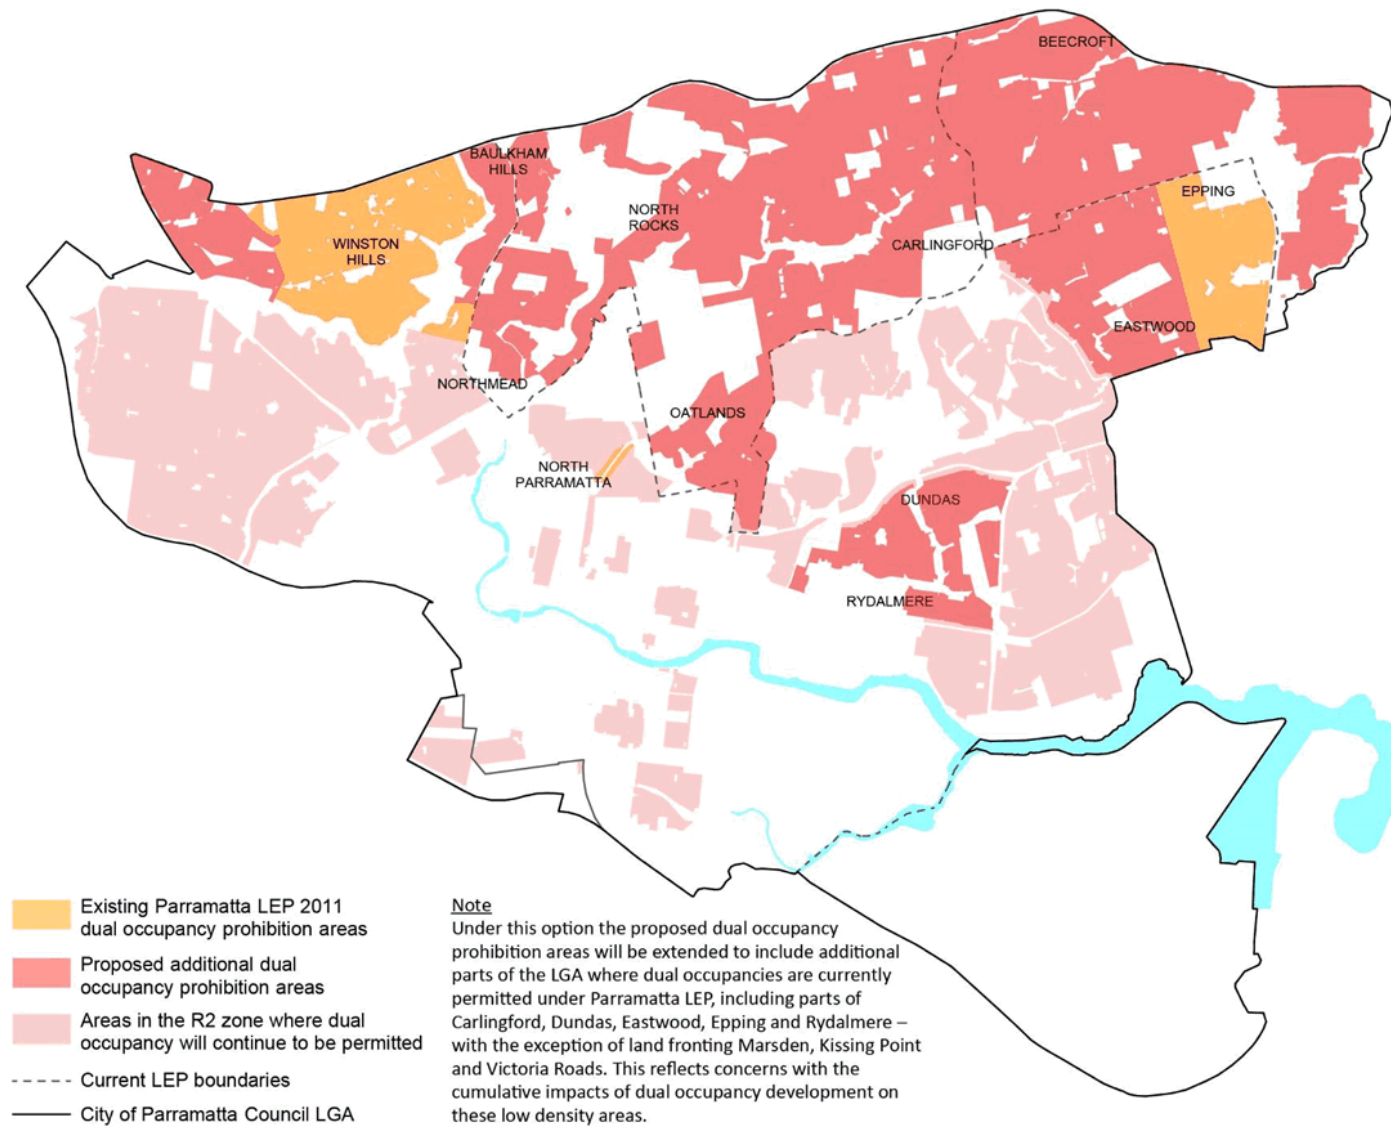 BEECROFT
BAULKHAM
HILLS
EPPING
NORTH
ROCKS
WINSTON
HILLS
CARLINGFORD
EASTWOOD
NORTHMEAD
OATLANDS
NORTH
PARRAMATTA
DUNDAS
RYDALMERE
Existing Parramatta LEP 2011
dual occupancy prohibition areas
Proposed additional dual
occupancy prohibition areas
Areas in the R2 zone where dual
occupancy will continue to be permitted
Current LEP boundaries
City of Parramatta Council LGA
Note
Under this option the proposed dual occupancy
prohibition areas will be extended to include additional
parts of the LGA where dual occupancies are currently
permitted under Parramatta LEP, including parts of
Carlingford, Dundas, Eastwood, Epping and Rydalmere –
with the exception of land fronting Marsden, Kissing Point
and Victoria Roads. This reflects concerns with the
cumulative impacts of dual occupancy development on
these low density areas.